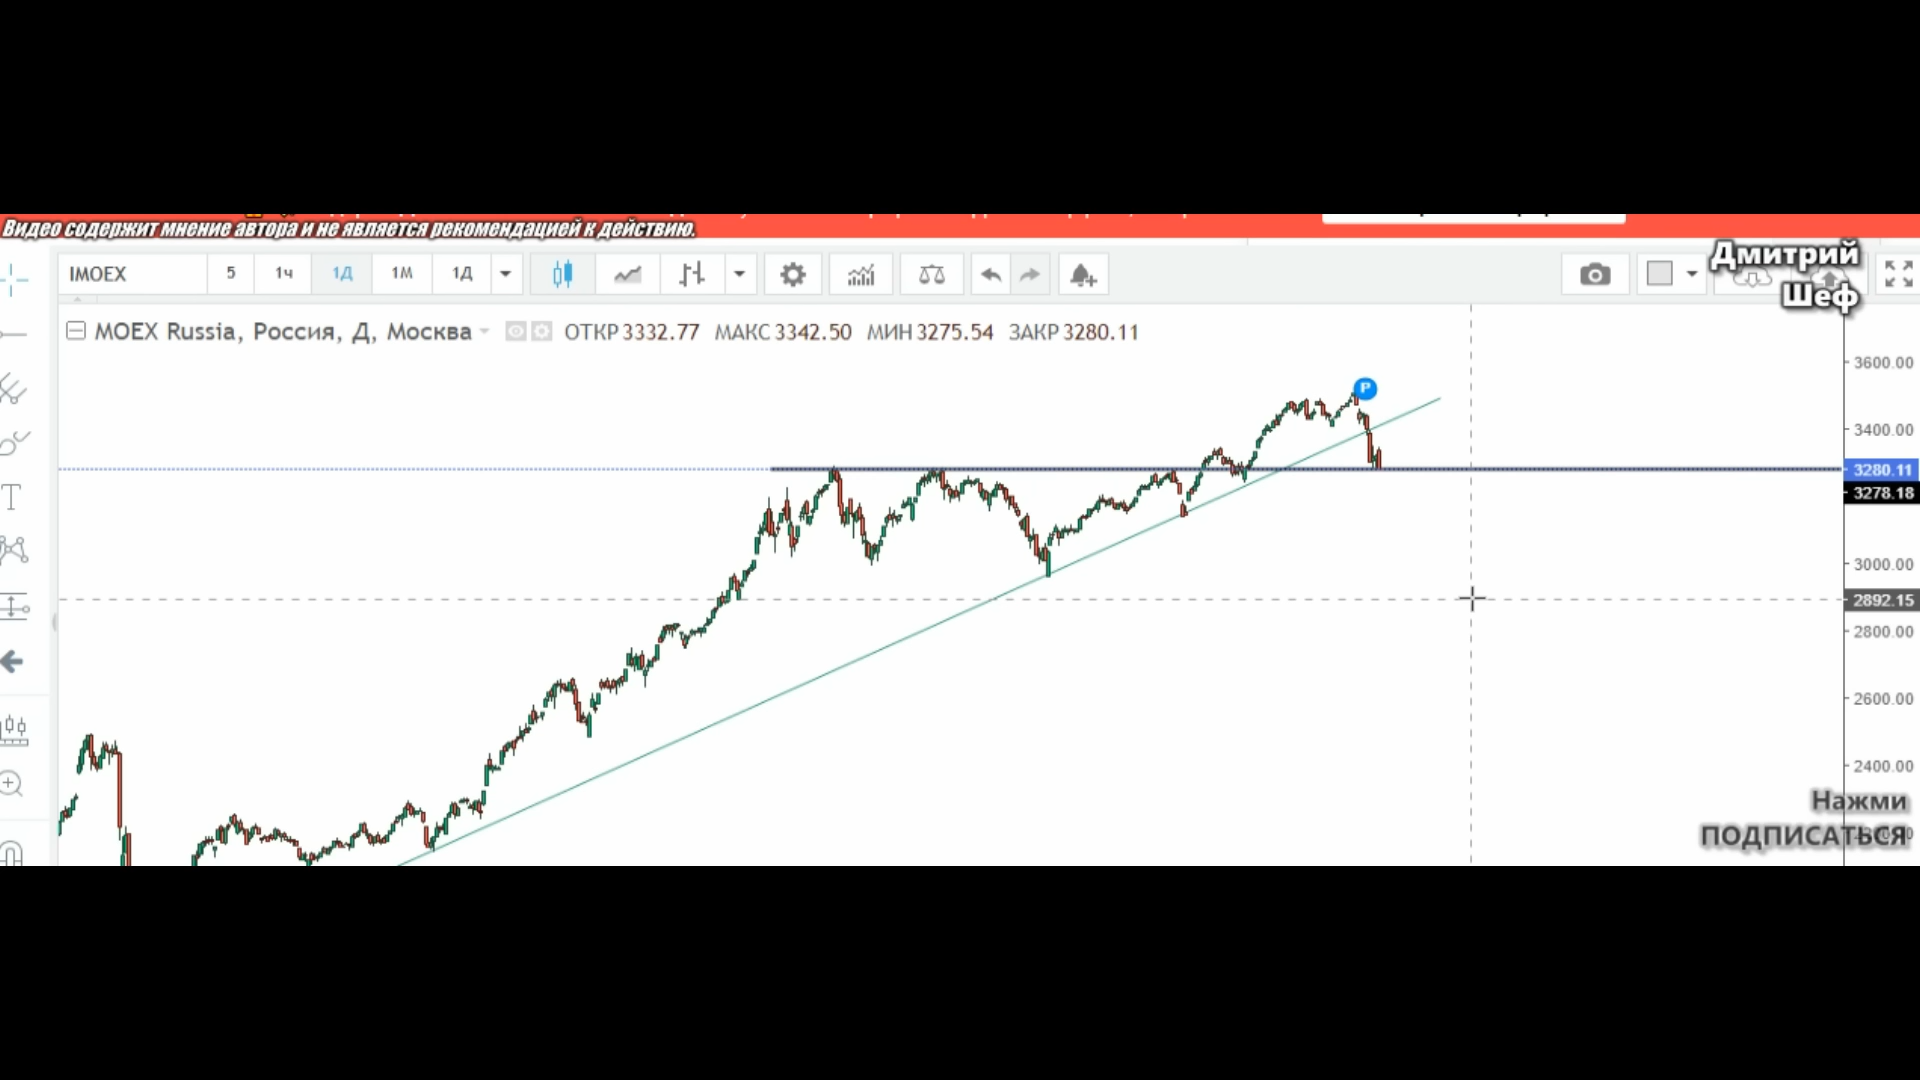 Видео содержит мнение автора и не является рекомендацией к действию.
Дмитрий
Шеф
IMOEX 5 1ч 1Д 1М 1Д
MOEX Russia, Россия, Д, Москва ОТКР 3332.77 МАКС 3342.50 МИН 3275.54 ЗАКР 3280.11
3600.00
P
3400.00
3280.11
3278.18
3000.00
2892.15
2800.00
2600.00
2400.00
Нажми
ПОДПИСАТЬСЯ